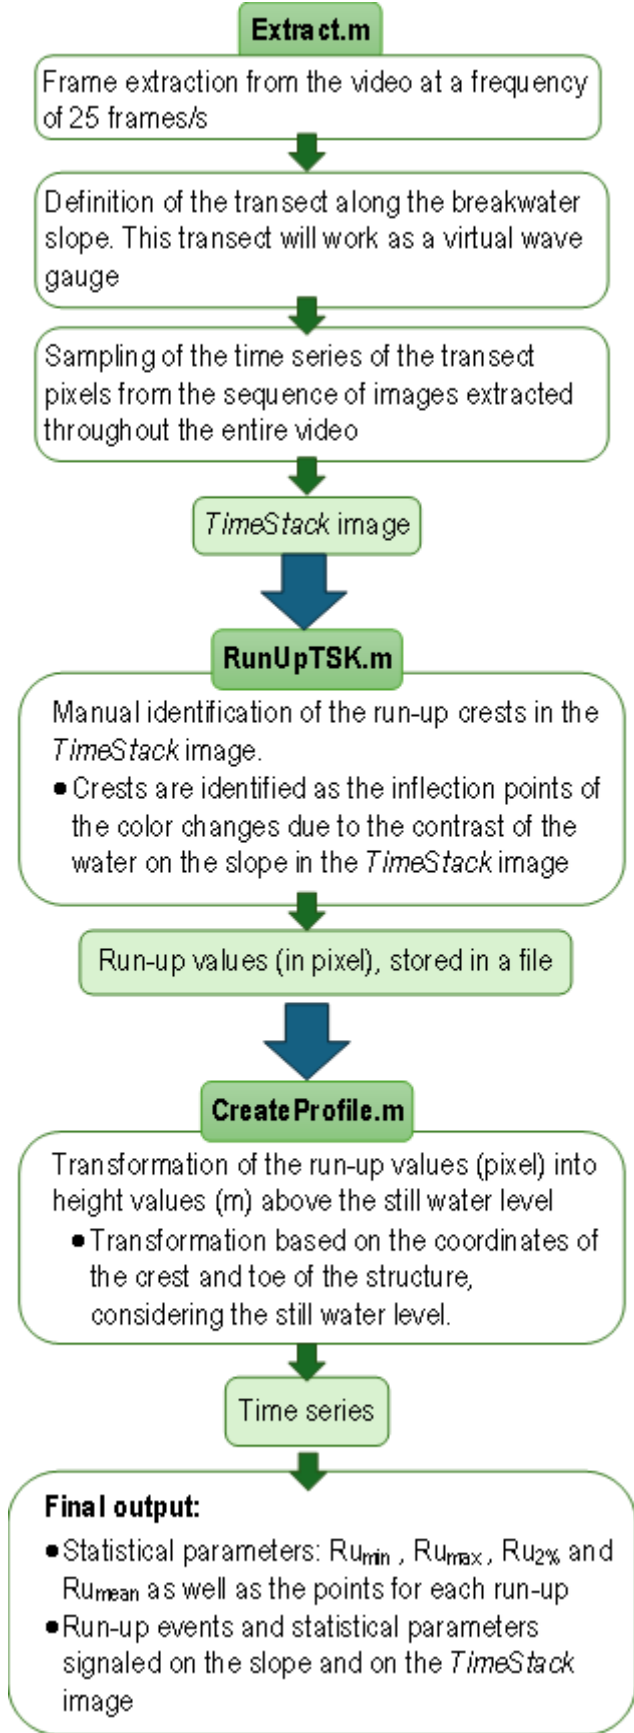 Extract.m
Frame extraction from the video at a frequency
of 25 frames/s
Definition of the transect along the breakwater
slope. This transect will work as a virtual wave
gauge
Sampling of the time series of the transect
pixels from the sequence of images extracted
throughout the entire video
TimeStack image
RunUpTSK.m
Manual identification of the run-up crests in the
TimeStack image.
● Crests are identified as the inflection points of
the color changes due to the contrast of the
water on the slope in the TimeStack image
Run-up values (in pixel), stored in a file
CreateProfile.m
Transformation of the run-up values (pixel) into
height values (m) above the still water level
● Transformation based on the coordinates of
the crest and toe of the structure,
considering the still water level.
Time series
Final output:
● Statistical parameters: Rumin , Rumax , Ru2% and
Rumean as well as the points for each run-up
● Run-up events and statistical parameters
signaled on the slope and on the TimeStack
image